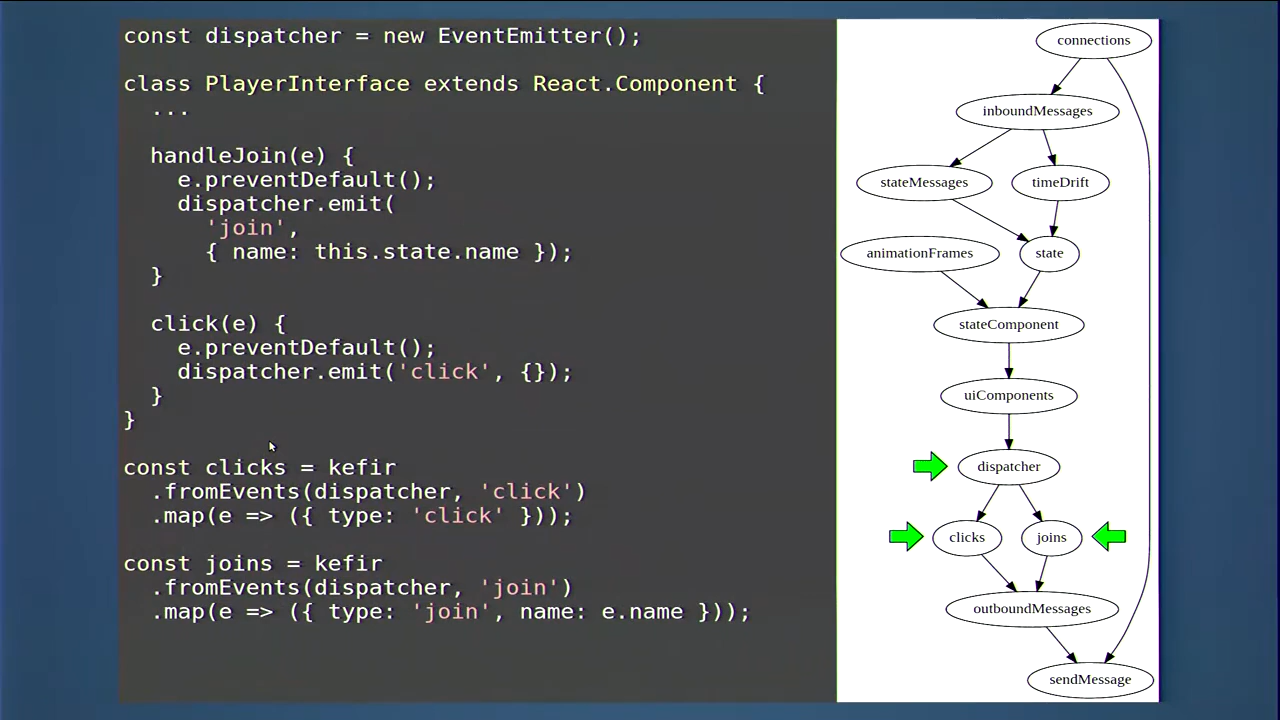 const dispatcher = new EventEmitter();
class PlayerInterface extends React.Component {
...
handleJoin(e) {
e.preventDefault();
dispatcher.emit(
'join',
{ name: this.state.name });
}
click(e) {
e.preventDefault();
dispatcher.emit('click', {});
}
}
const clicks = kefir
.fromEvents(dispatcher, 'click')
.map(e => ({ type: 'click' }));
const joins = kefir
.fromEvents(dispatcher, 'join')
.map(e => ({ type: 'join', name: e.name }));
connections
inboundMessages
stateMessages
timeDrift
animationFrames
state
stateComponent
uiComponents
dispatcher
clicks
joins
outboundMessages
sendMessage